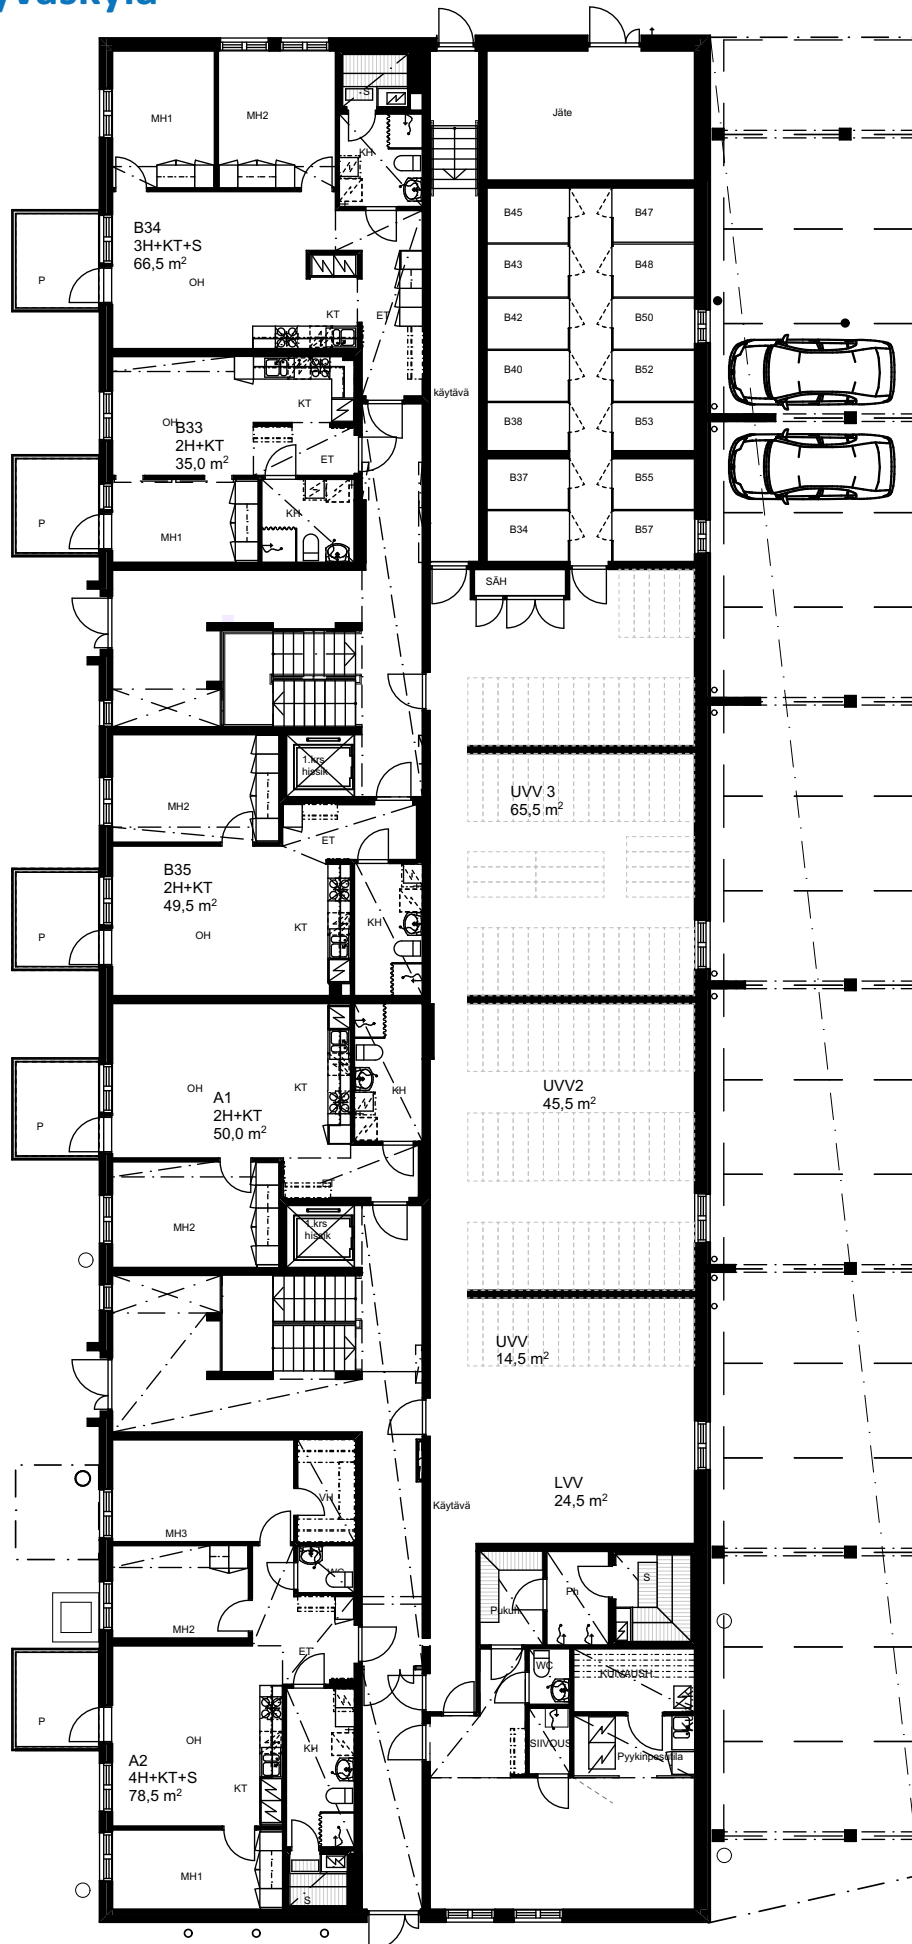 yväskylä
MH1
MH2
S
KH
Jäte
B34
3H+KT+S
66,5 m²
P
OH
KT
ET
B45
B47
B43
B48
B42
B50
B40
B52
B38
B53
B37
B55
B34
B57
käytävä
KT
OH
B33
2H+KT
35,0 m²
ET
P
KH
MH1
SÄH
1.krs
hissik
UVV 3
65,5 m²
MH2
ET
B35
2H+KT
49,5 m²
KT
KH
OH
P
OH
KT
KH
A1
2H+KT
50,0 m²
P
UVV2
45,5 m²
ET
MH2
1.krs
hissik
UVV
14,5 m²
LVV
24,5 m²
Käytävä
VH
MH3
WC
MH2
ET
S
Ph
Pukuh.
WC
KUIVAUSH
P
OH
KH
SIIVOUS
Pyykinpesutila
A2
4H+KT+S
78,5 m²
KT
MH1
S